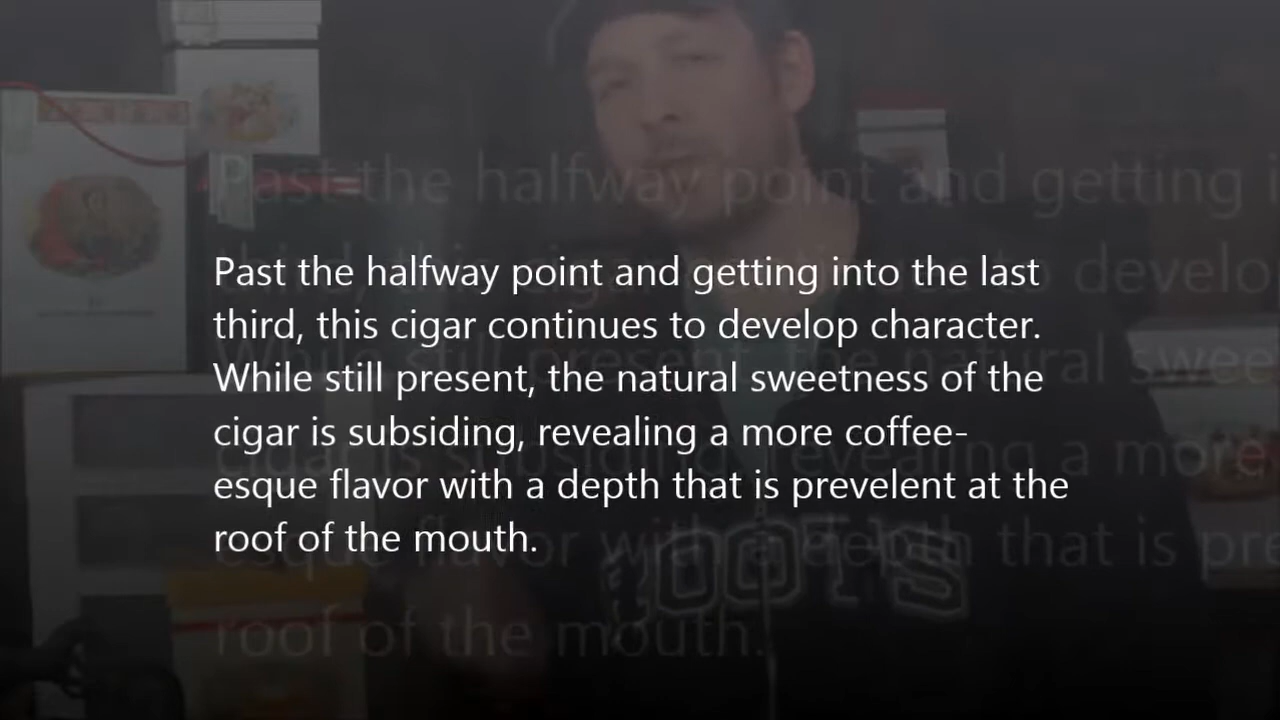 Past the halfway point and getting into the last
third, this cigar continues to develop character.
While still present, the natural sweetness of the
cigar is subsiding, revealing a more coffee-
esque flavor with a depth that is prevelent at the
roof of the mouth.